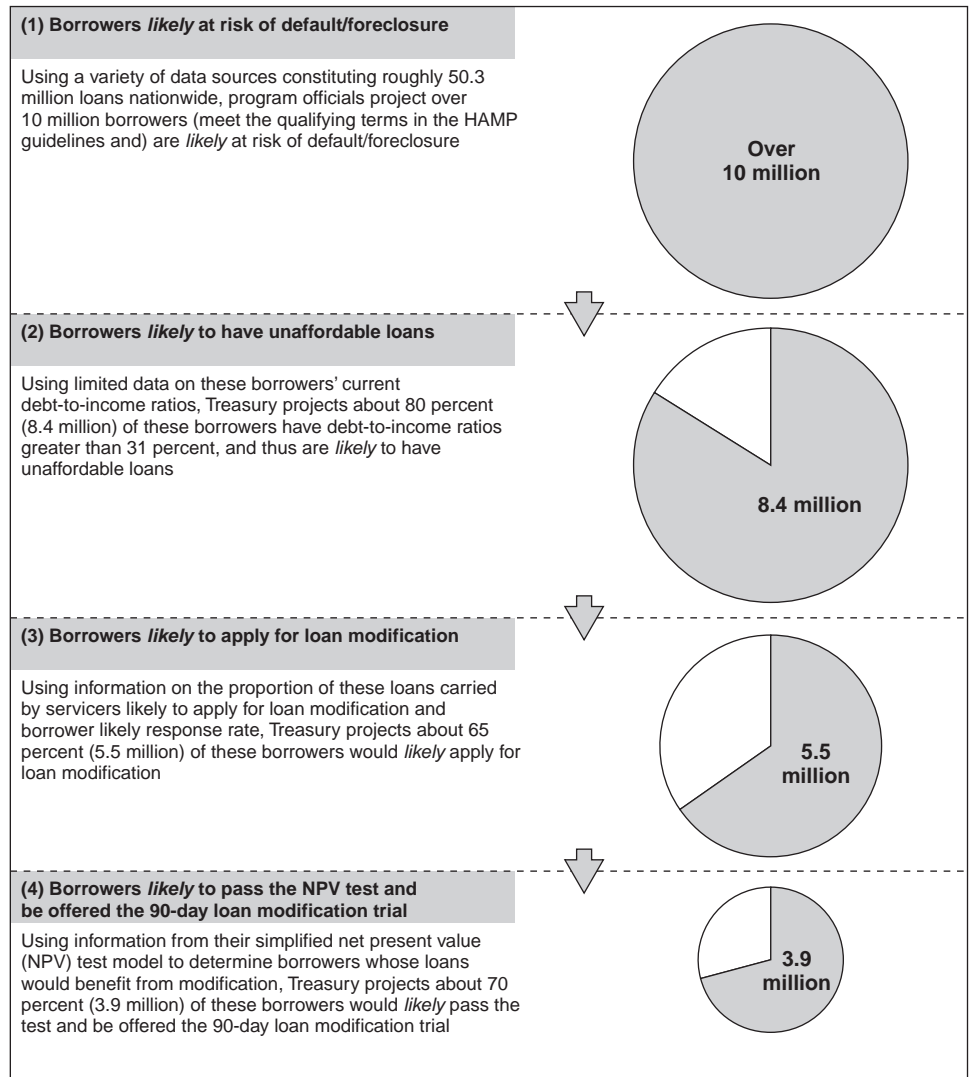 (1) Borrowers likely at risk of default/foreclosure
Using a variety of data sources constituting roughly 50.3
million loans nationwide, program officials project over
10 million borrowers (meet the qualifying terms in the HAMP
guidelines and) are likely at risk of default/foreclosure
Over
10 million
(2) Borrowers likely to have unaffordable loans
Using limited data on these borrowers' current
debt-to-income ratios, Treasury projects about 80 percent
(8.4 million) of these borrowers have debt-to-income ratios
greater than 31 percent, and thus are likely to have
unaffordable loans
8.4 million
(3) Borrowers likely to apply for loan modification
Using information on the proportion of these loans carried
by servicers likely to apply for loan modification and
borrower likely response rate, Treasury projects about 65
percent (5.5 million) of these borrowers would likely apply for
loan modification
5.5
million
(4) Borrowers likely to pass the NPV test and
be offered the 90-day loan modification trial
Using information from their simplified net present value
(NPV) test model to determine borrowers whose loans
would benefit from modification, Treasury projects about 70
percent (3.9 million) of these borrowers would likely pass the
test and be offered the 90-day loan modification trial
3.9
million